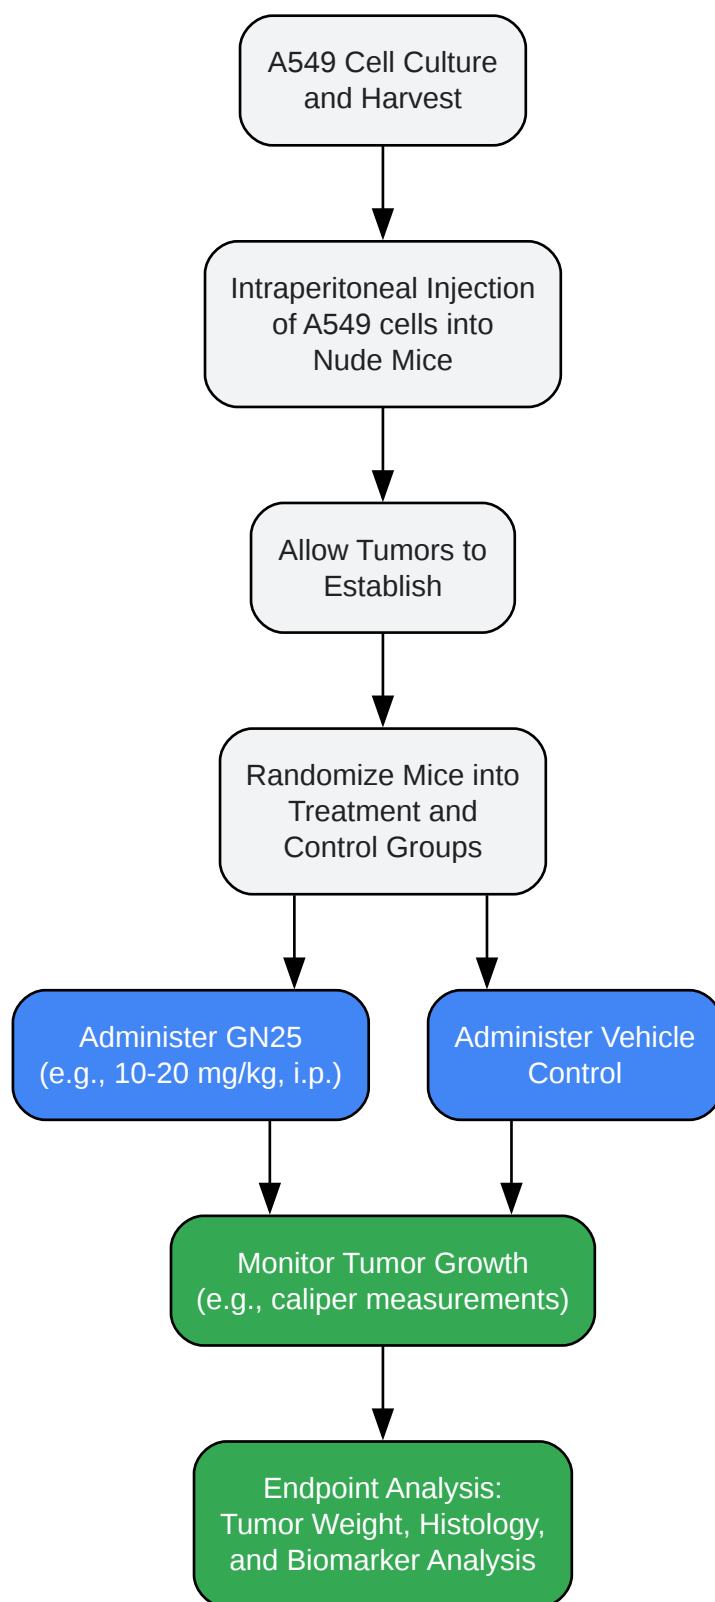 A549 Cell Culture
and Harvest
Intraperitoneal Injection
of A549 cells into
Nude Mice
Allow Tumors to
Establish
Randomize Mice into
Treatment and
Control Groups
Administer GN25
(e.g., 10-20 mg/kg, i.p.)
Administer Vehicle
Control
Monitor Tumor Growth
(e.g., caliper measurements)
Endpoint Analysis:
Tumor Weight, Histology,
and Biomarker Analysis